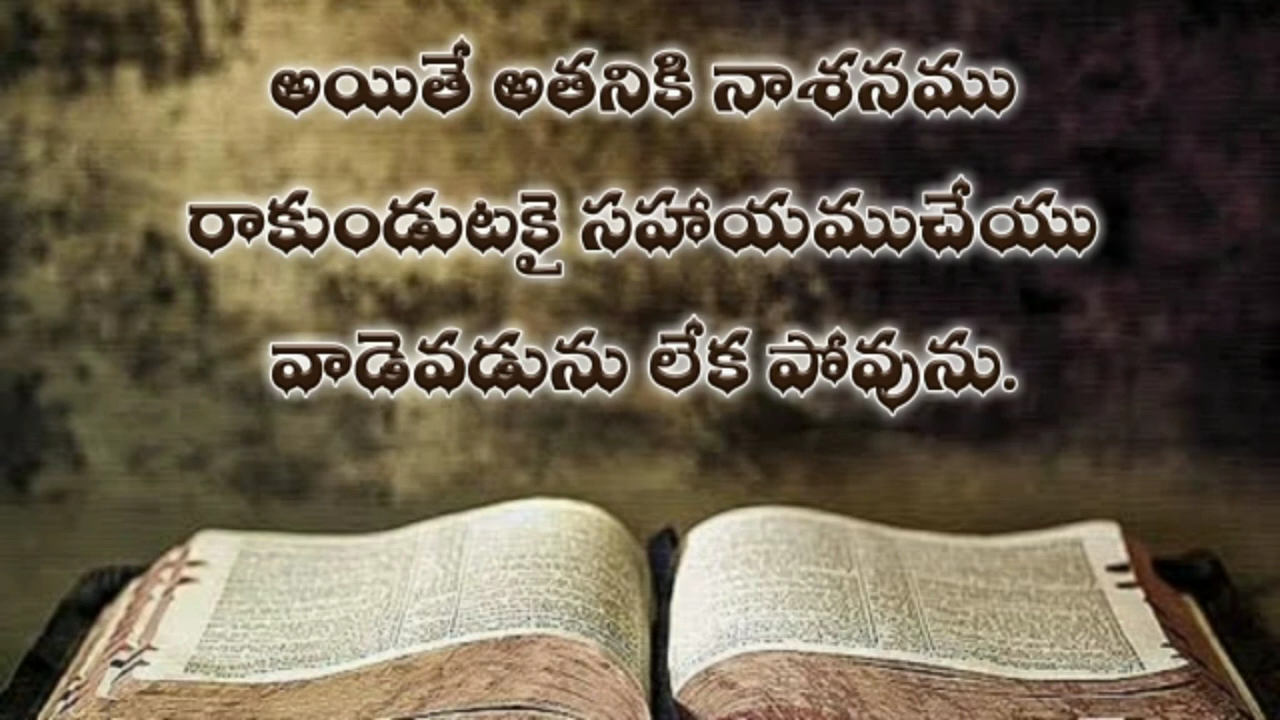 అయితే అతనికి నాశనము
రాకుండుటకై సహాయముచేయు
వాడెవడును లేక పోవును.